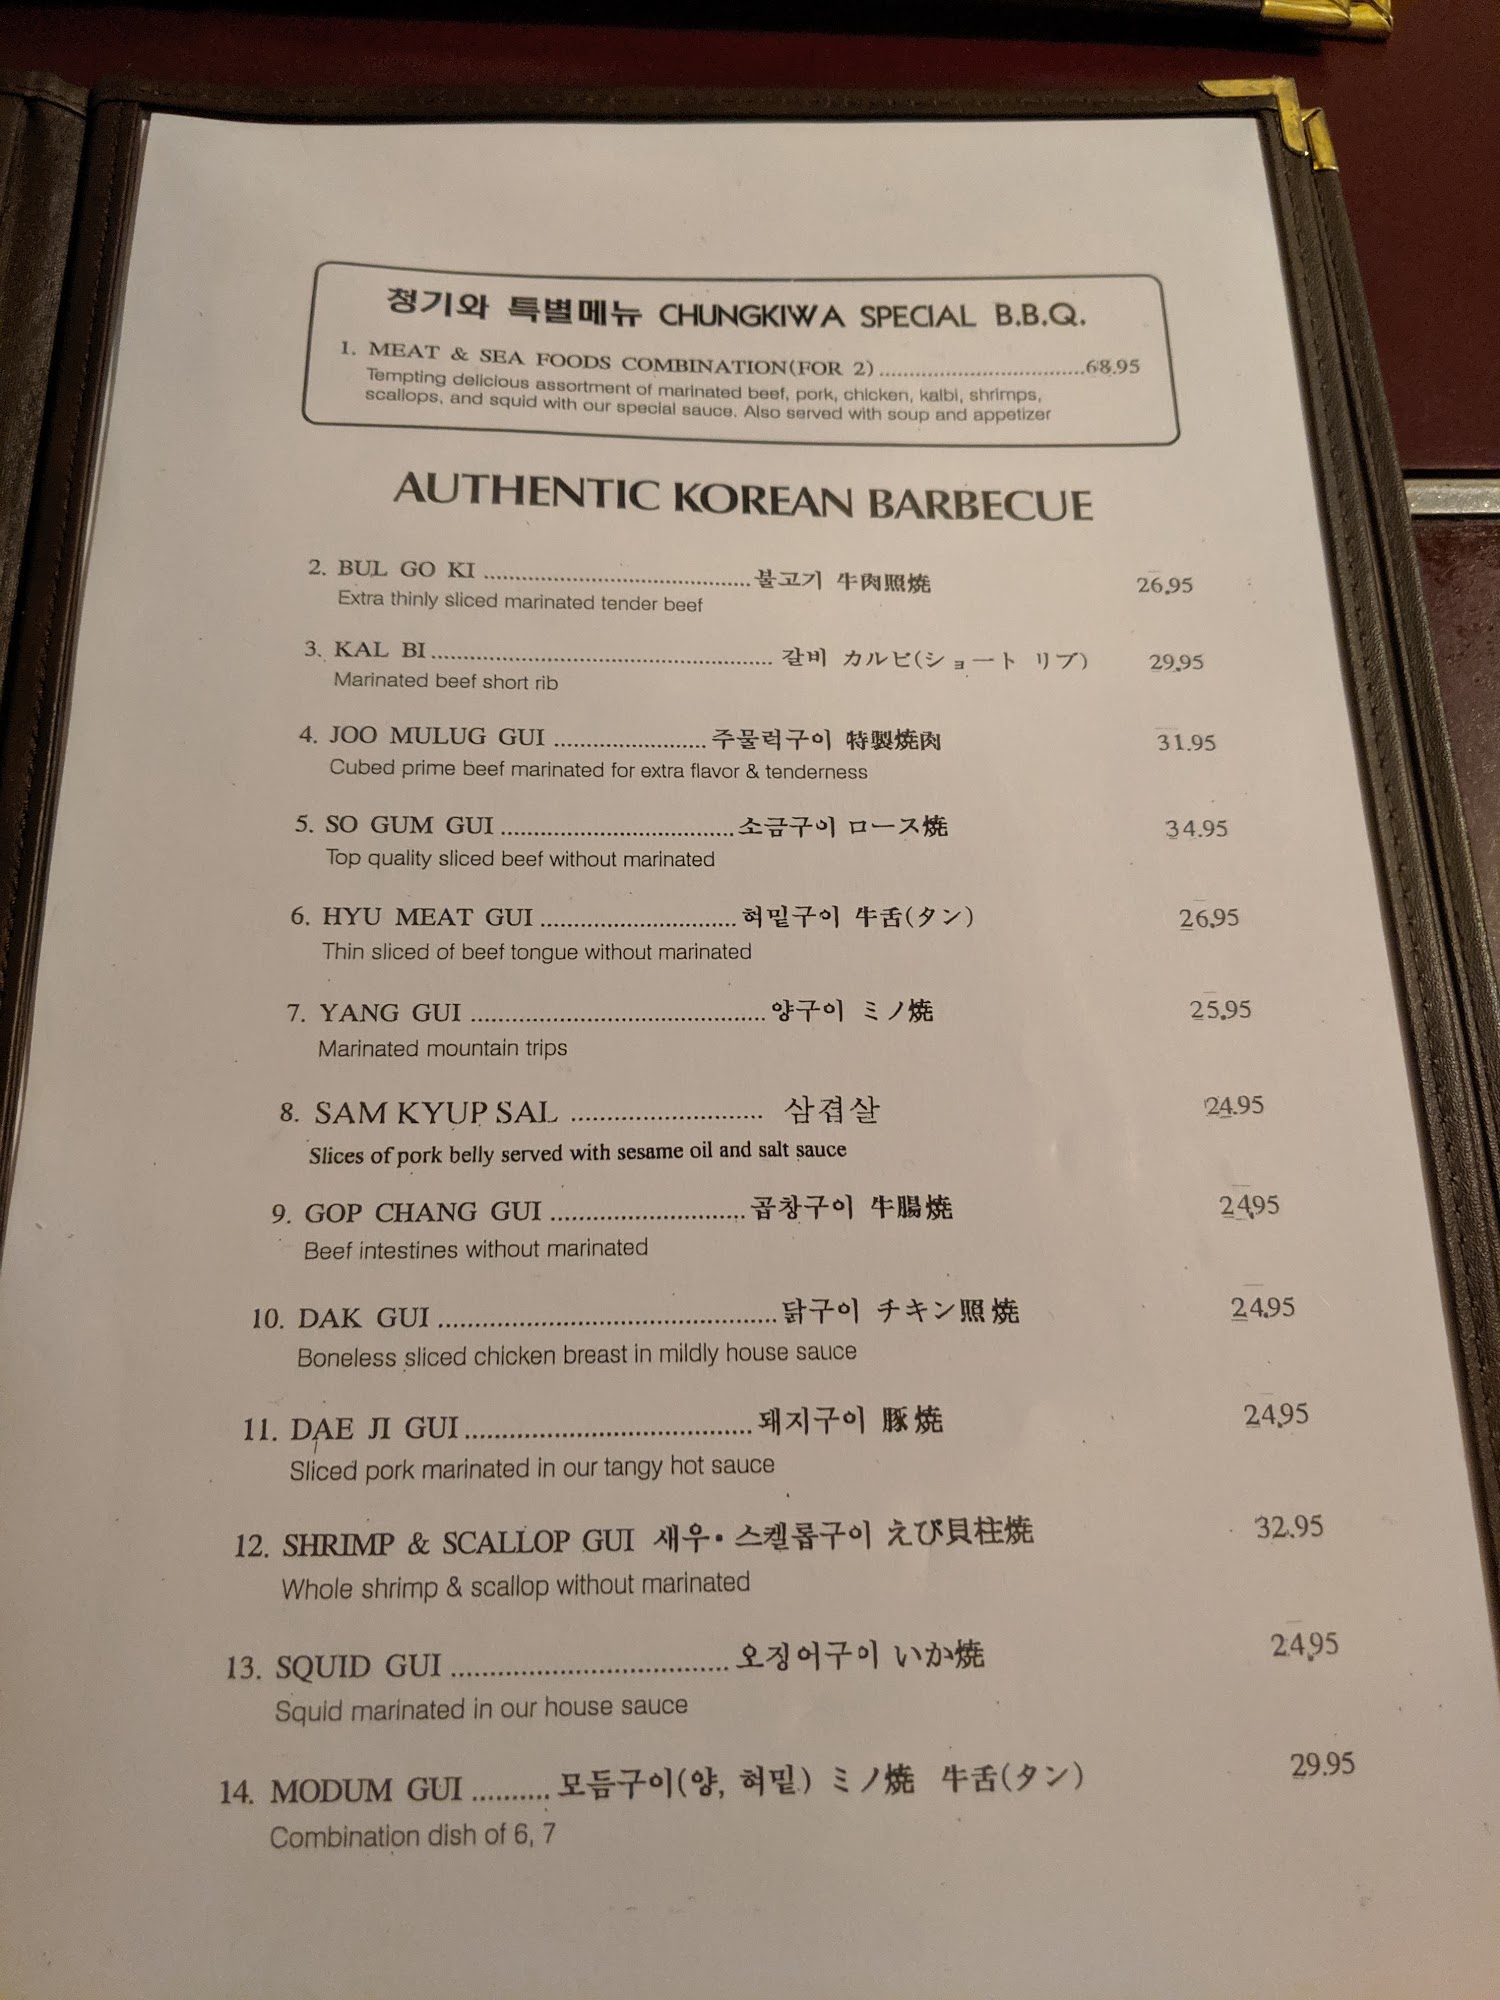 청기와 특별메뉴 CHUNGKIWA SPECIAL B.B.Q.
1. MEAT & SEA FOODS COMBINATION(FOR 2) ................................68.95
Tempting delicious assortment of marinated beef, pork, chicken, kalbi, shrimps,
scallops, and squid with our special sauce. Also served with soup and appetizer
AUTHENTIC KOREAN BARBECUE
2. BUL GO KI ........................................불고기 牛肉照焼 26.95
Extra thinly sliced marinated tender beef
3. KAL BI.................................................. 갈비 カルビ(ショート リブ) 29.95
Marinated beef short rib
4. JOO MULUG GUI .......................주물럭구이 特製焼肉 31.95
Cubed prime beef marinated for extra flavor & tenderness
5. SO GUM GUI ...................................소금구이 ロース焼 34.95
Top quality sliced beef without marinated
6. HYU MEAT GUI .............................혀밑구이 牛舌(タン) 26.95
Thin sliced of beef tongue without marinated
7. YANG GUI ............................................양구이 ミノ焼 25.95
Marinated mountain trips
8. SAM KYUP SAL ............................ 삼겹살 24.95
Slices of pork belly served with sesame oil and salt sauce
9. GOP CHANG GUI .............................곱창구이 牛腸焼 24.95
Beef intestines without marinated
10. DAK GUI ..............................................닭구이 チキン照焼 24.95
Boneless sliced chicken breast in mildly house sauce
11. DAE JI GUI.......................................돼지구이 豚焼 24.95
Sliced pork marinated in our tangy hot sauce
12. SHRIMP & SCALLOP GUI 새우·스켈롭구이 えび貝柱焼 32.95
Whole shrimp & scallop without marinated
13. SQUID GUI ....................................오징어구이 いか焼 24.95
Squid marinated in our house sauce
14. MODUM GUI ..........모듬구이(양, 혀밑) ミノ焼 牛舌(タン) 29.95
Combination dish of 6, 7